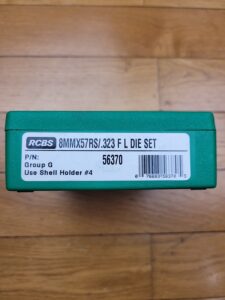 RCBS 8MMX57RS/.323 F L DIE SET
P/N: 56370
Group G
Use Shell Holder #4